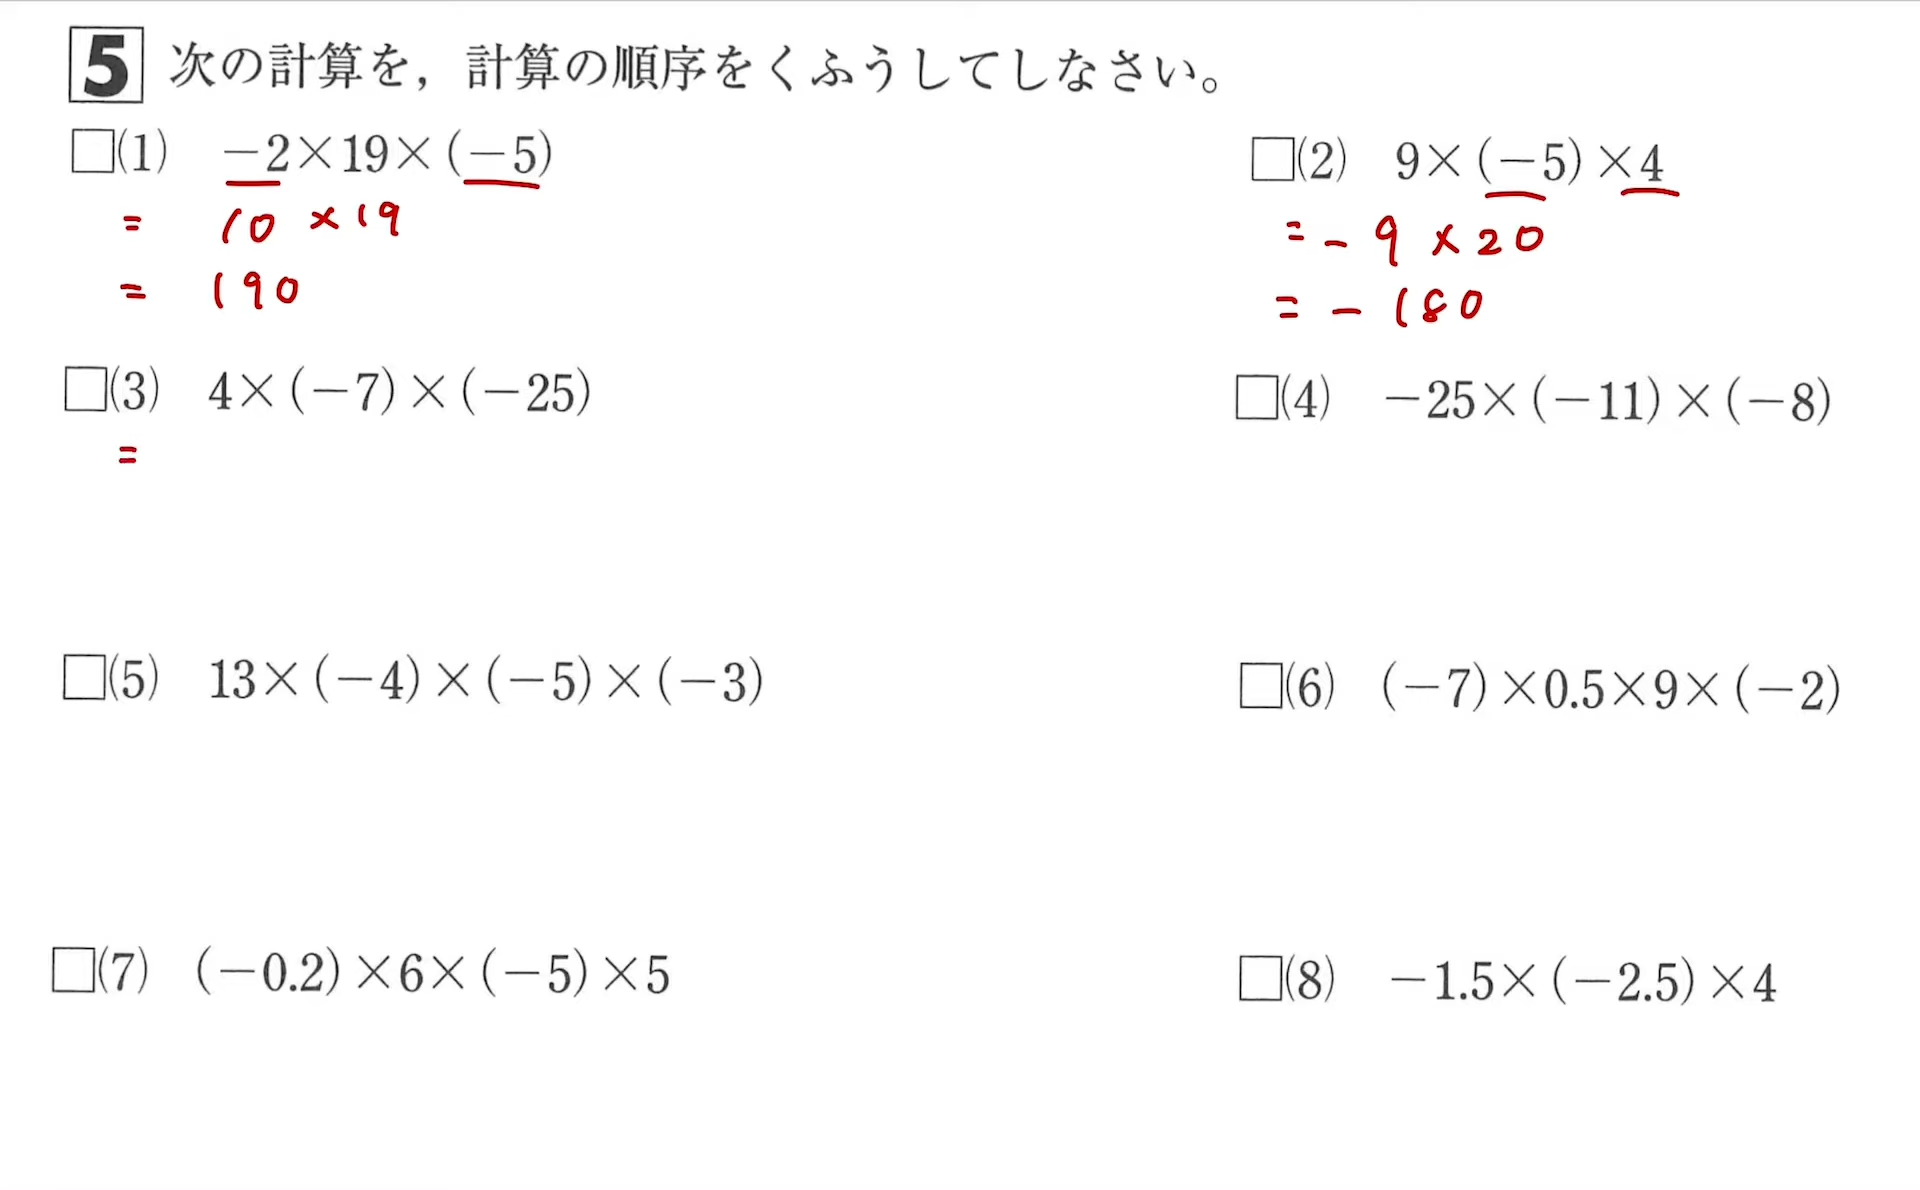 5 次の計算を，計算の順序をくふうしてしなさい。
□(1) −2×19×(−5)
= 10 × 19
= 190
□(2) 9×(−5)×4
= − 9 × 20
= − 180
□(3) 4×(−7)×(−25)
=
□(4) −25×(−11)×(−8)
□(5) 13×(−4)×(−5)×(−3)
□(6) (−7)×0.5×9×(−2)
□(7) (−0.2)×6×(−5)×5
□(8) −1.5×(−2.5)×4